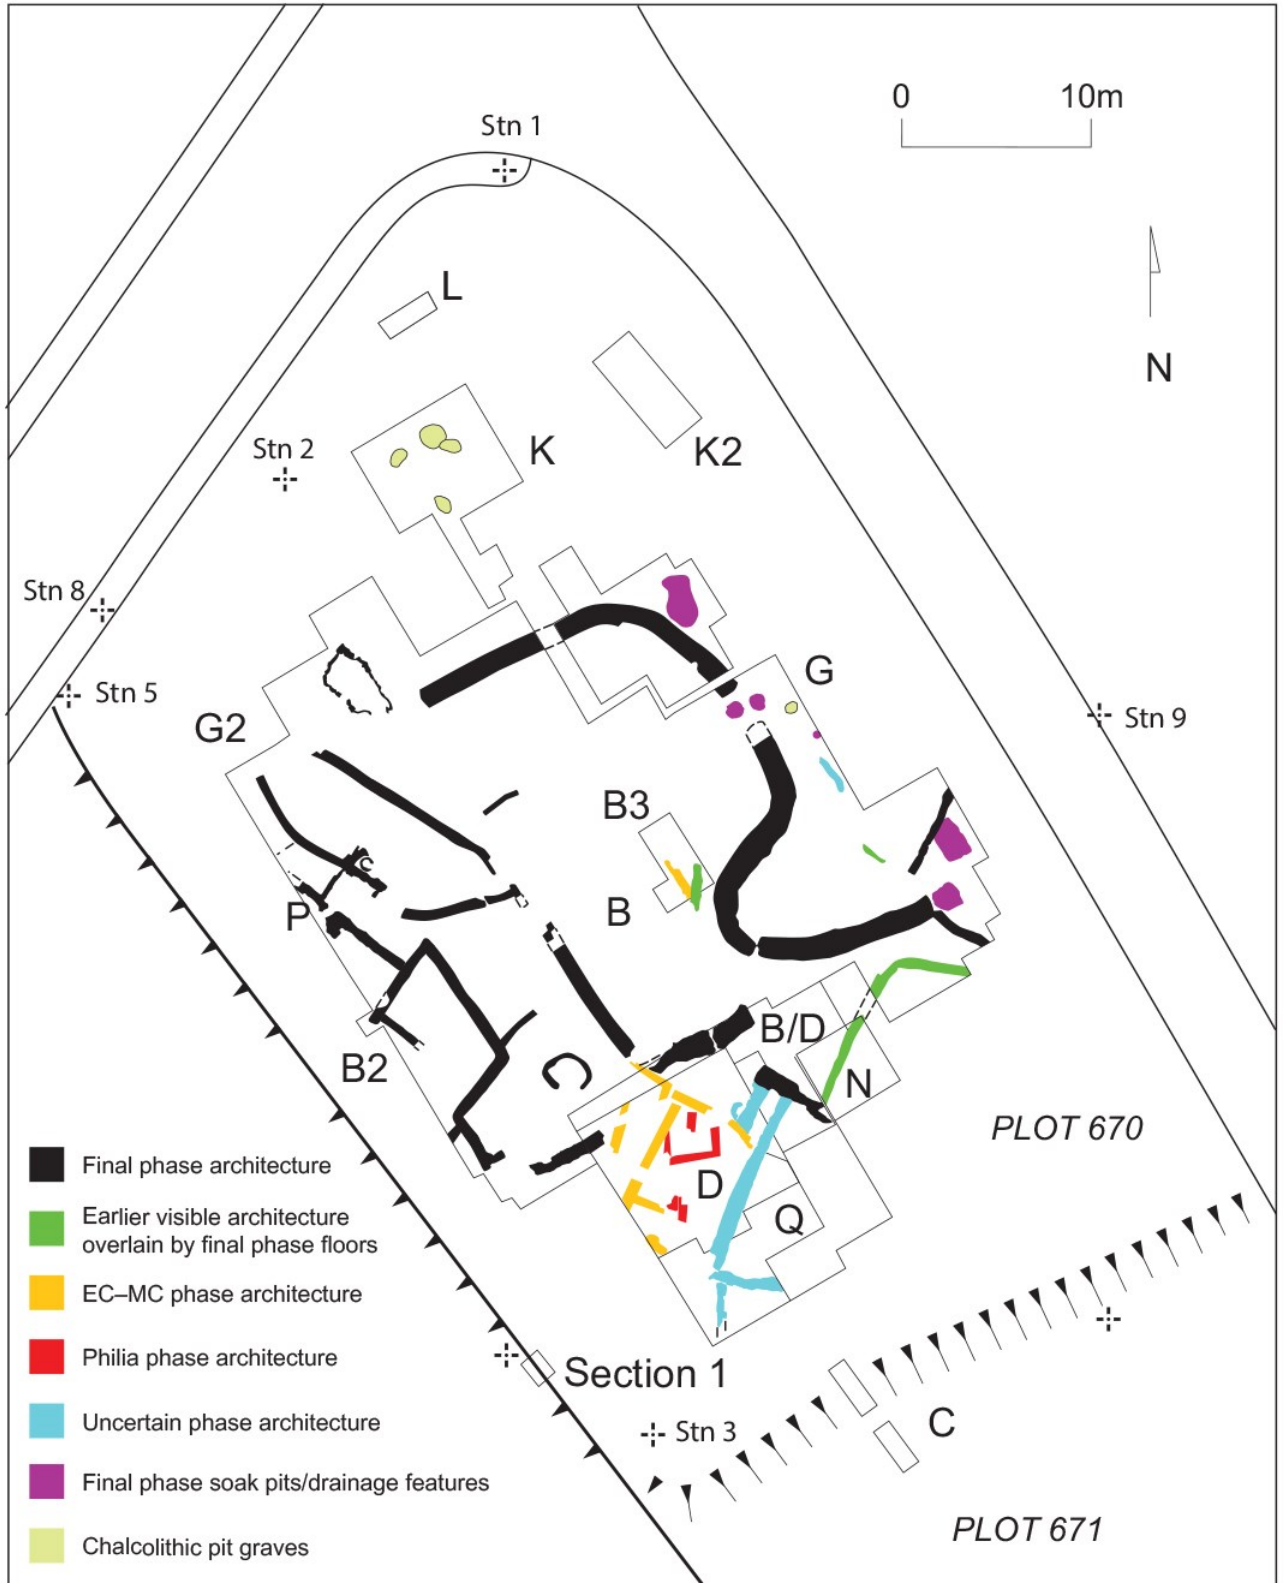 0 10m
Stn 1
N
L
Stn 2
K
K2
Stn 8
Stn 5
G
G2
Stn 9
B3
B
P
B/D
B2
N
PLOT 670
D
Q
Section 1
Stn 3
C
PLOT 671
Final phase architecture
Earlier visible architecture
overlain by final phase floors
EC–MC phase architecture
Philia phase architecture
Uncertain phase architecture
Final phase soak pits/drainage features
Chalcolithic pit graves